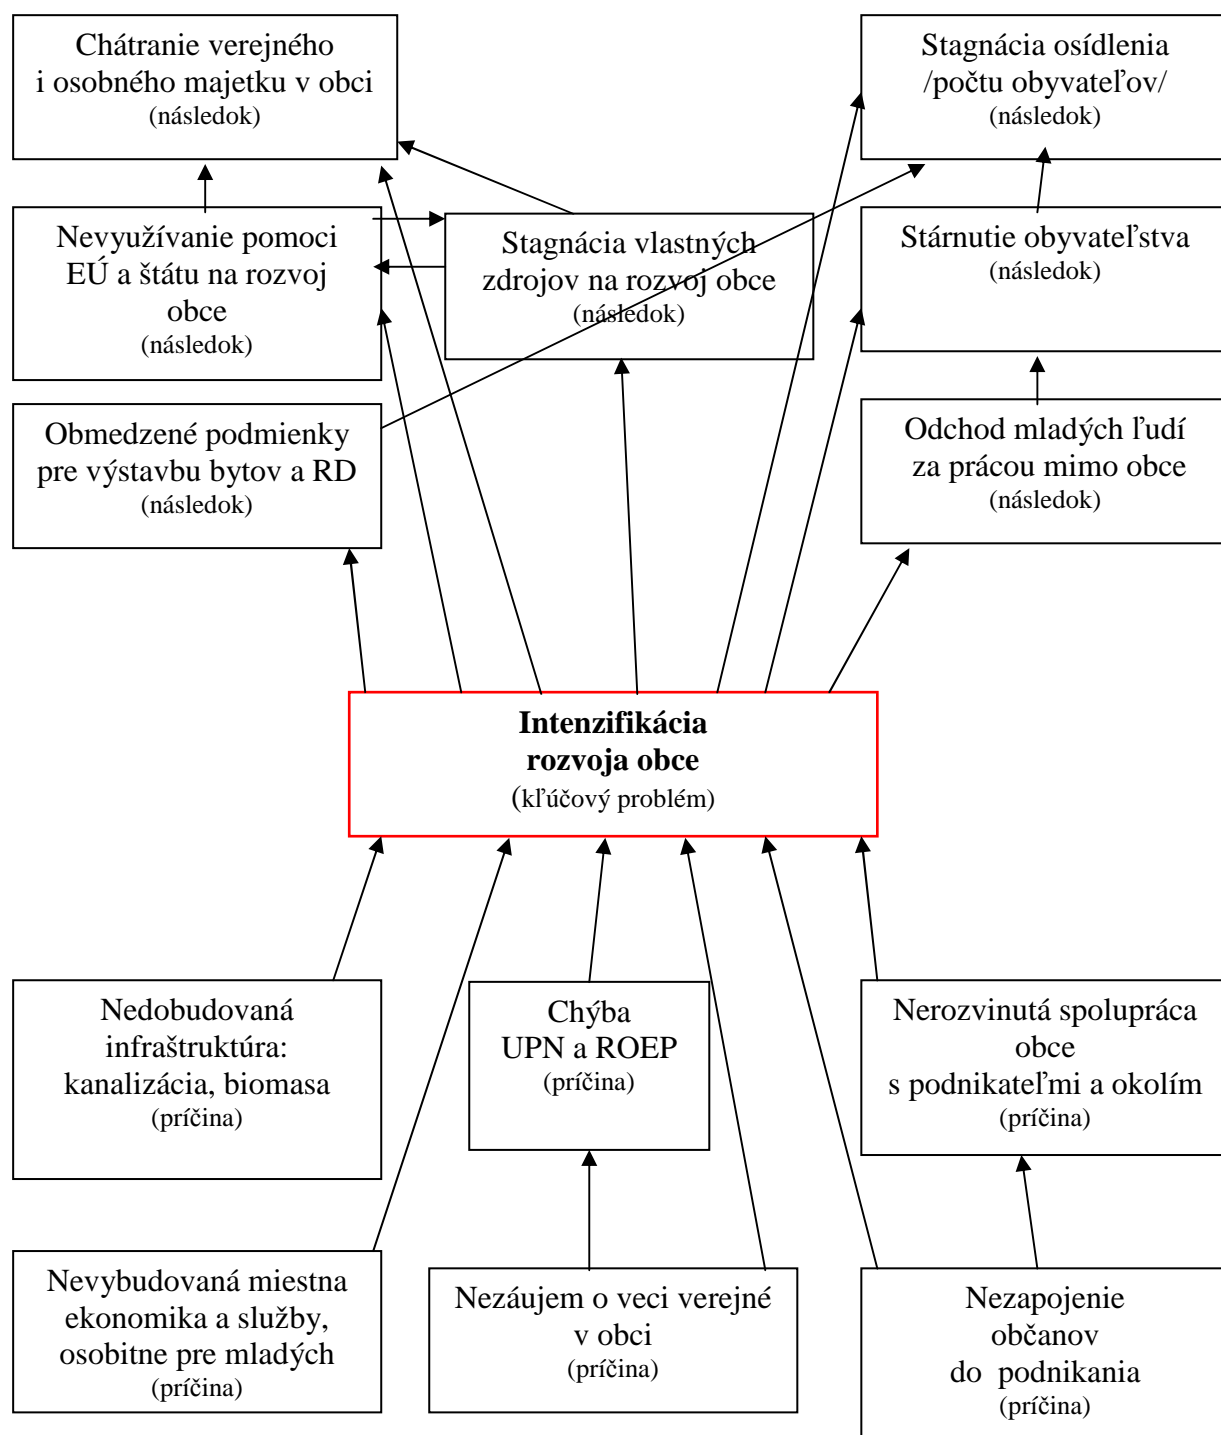 Chátranie verejného
i osobného majetku v obci
(následok)
Stagnácia osídlenia
/počtu obyvateľov/
(následok)
Nevyužívanie pomoci
EÚ a štátu na rozvoj
obce
(následok)
Stagnácia vlastných
zdrojov na rozvoj obce
(následok)
Stárnutie obyvateľstva
(následok)
Obmedzené podmienky
pre výstavbu bytov a RD
(následok)
Odchod mladých ľudí
za prácou mimo obce
(následok)
Intenzifikácia
rozvoja obce
(kľúčový problém)
Nedobudovaná
infraštruktúra:
kanalizácia, biomasa
(príčina)
Chýba
UPN a ROEP
(príčina)
Nerozvinutá spolupráca
obce
s podnikateľmi a okolím
(príčina)
Nevybudovaná miestna
ekonomika a služby,
osobitne pre mladých
(príčina)
Nezáujem o veci verejné
v obci
(príčina)
Nezapojenie
občanov
do podnikania
(príčina)